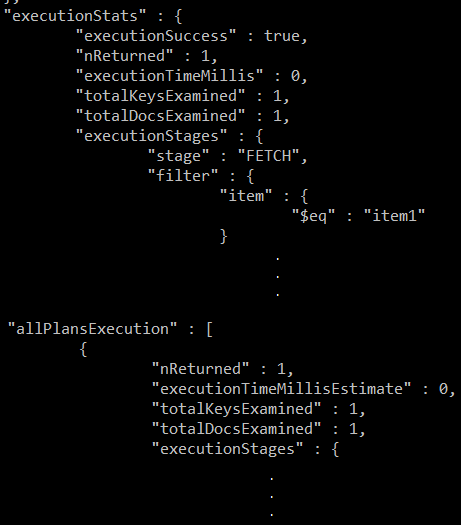 },
"executionStats" : {
"executionSuccess" : true,
"nReturned" : 1,
"executionTimeMillis" : 0,
"totalKeysExamined" : 1,
"totalDocsExamined" : 1,
"executionStages" : {
"stage" : "FETCH",
"filter" : {
"item" : {
"$eq" : "item1"
}
.
.
.
"allPlansExecution" : [
{
"nReturned" : 1,
"executionTimeMillisEstimate" : 0,
"totalKeysExamined" : 1,
"totalDocsExamined" : 1,
"executionStages" : {
.
.
.